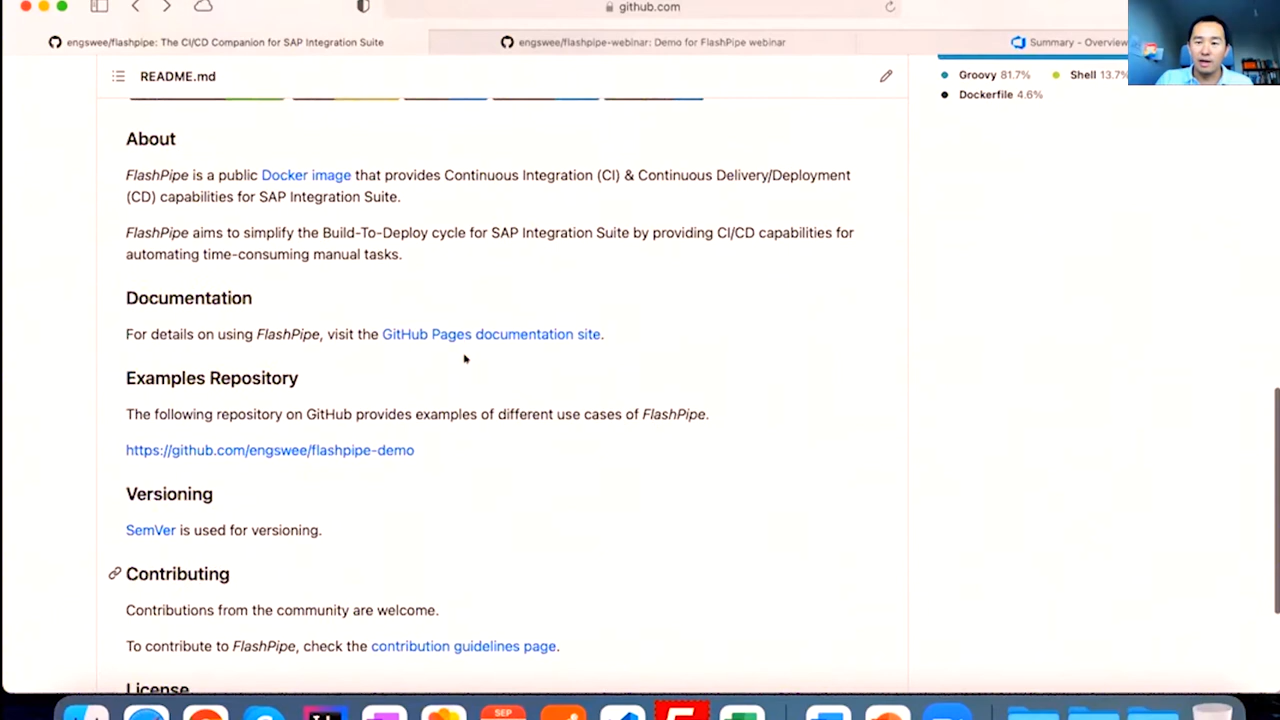 github.com
engswee/flashpipe: The CI/CD Companion for SAP Integration Suite
engswee/flashpipe-webinar: Demo for FlashPipe webinar
Summary - Overview
README.md
Groovy 81.7%
Shell 13.7%
Dockerfile 4.6%
About
FlashPipe is a public Docker image that provides Continuous Integration (CI) & Continuous Delivery/Deployment
(CD) capabilities for SAP Integration Suite.
FlashPipe aims to simplify the Build-To-Deploy cycle for SAP Integration Suite by providing CI/CD capabilities for
automating time-consuming manual tasks.
Documentation
For details on using FlashPipe, visit the GitHub Pages documentation site.
Examples Repository
The following repository on GitHub provides examples of different use cases of FlashPipe.
https://github.com/engswee/flashpipe-demo
Versioning
SemVer is used for versioning.
Contributing
Contributions from the community are welcome.
To contribute to FlashPipe, check the contribution guidelines page.
License
SEP